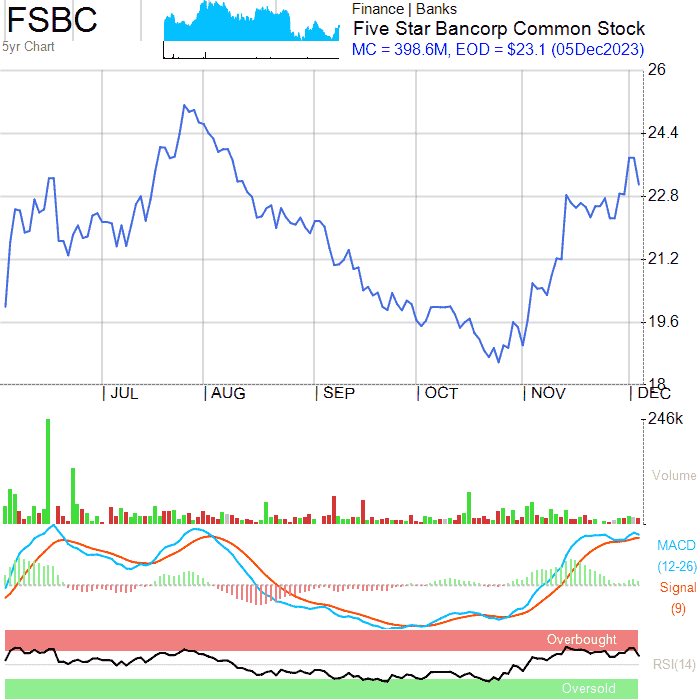 FSBC
5yr Chart
Finance | Banks
Five Star Bancorp Common Stock
MC = 398.6M, EOD = $23.1 (05Dec2023)
26
24.4
22.8
21.2
19.6
18
| JUL | AUG | SEP | OCT | NOV | DEC
246k
Volume
MACD
(12-26)
Signal
(9)
Overbought
RSI(14)
Oversold